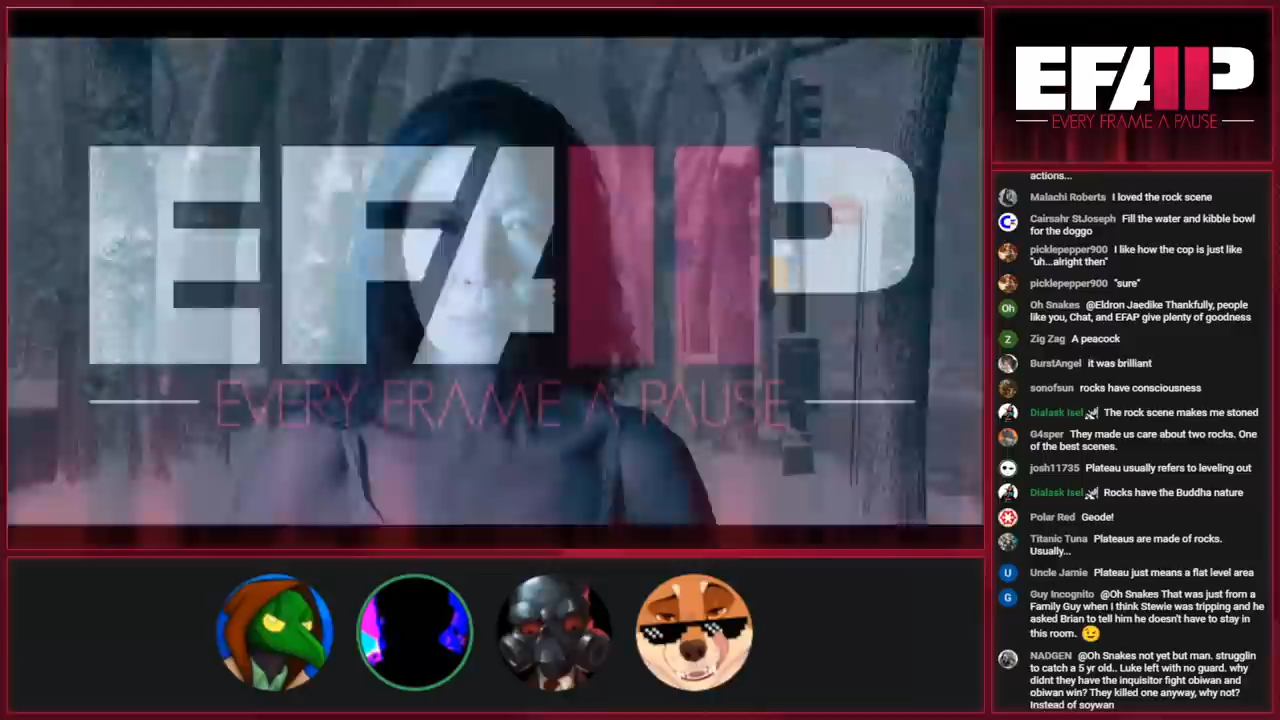 EFAP
EVERY FRAME A PAUSE
EFAP
EVERY FRAME A PAUSE
actions...
Malachi Roberts I loved the rock scene
Cairsahr StJoseph Fill the water and kibble bowl
for the doggo
picklepepper900 I like how the cop is just like
"uh...alright then"
picklepepper900 "sure"
Oh
Oh Snakes @Eldron Jaedike Thankfully, people
like you, Chat, and EFAP give plenty of goodness
Z
Zig Zag A peacock
BurstAngel it was brilliant
sonofsun rocks have consciousness
Dialask Isel The rock scene makes me stoned
G4sper They made us care about two rocks. One
of the best scenes.
josh11735 Plateau usually refers to leveling out
Dialask Isel Rocks have the Buddha nature
Polar Red Geode!
Titanic Tuna Plateaus are made of rocks.
Usually...
U
Uncle Jamie Plateau just means a flat level area
G
Guy Incognito @Oh Snakes That was just from a
Family Guy when I think Stewie was tripping and he
asked Brian to tell him he doesn't have to stay in
this room. 😉
NADGEN @Oh Snakes not yet but man. strugglin
to catch a 5 yr old.. Luke left with no guard. why
didnt they have the inquisitor fight obiwan and
obiwan win? They killed one anyway, why not?
Instead of soywan